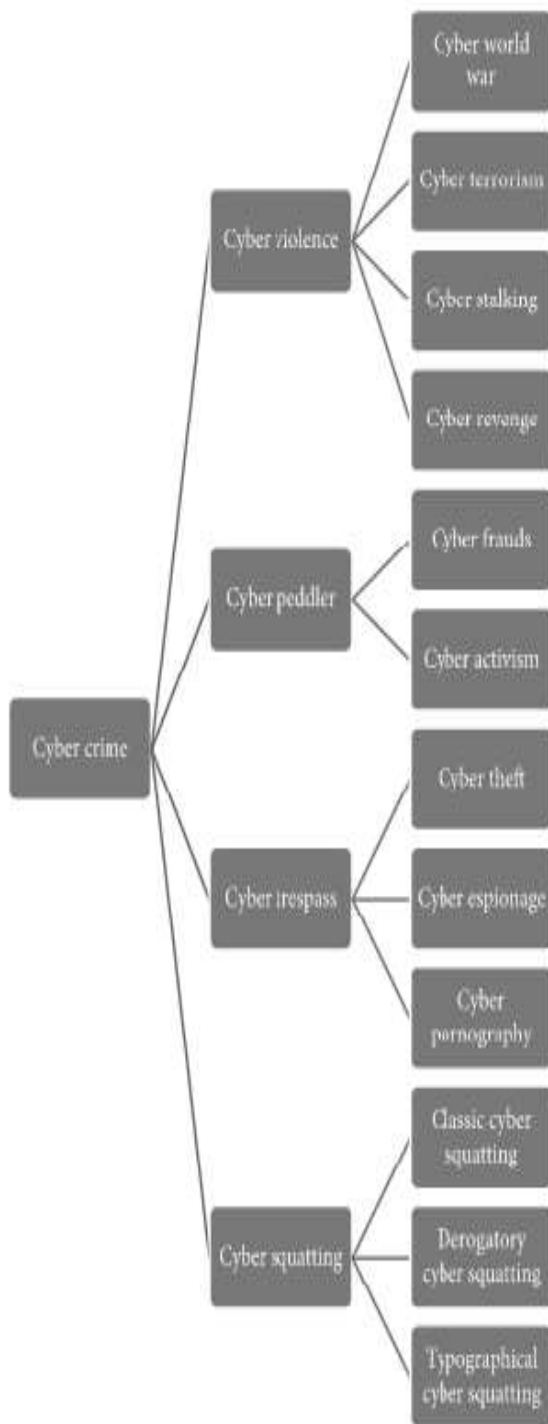 Cyber crime
Cyber violence
Cyber world
war
Cyber terrorism
Cyber stalking
Cyber revenge
Cyber peddler
Cyber frauds
Cyber activism
Cyber trespass
Cyber theft
Cyber espionage
Cyber
pornography
Cyber squatting
Classic cyber
squatting
Derogatory
cyber squatting
Typographical
cyber squatting